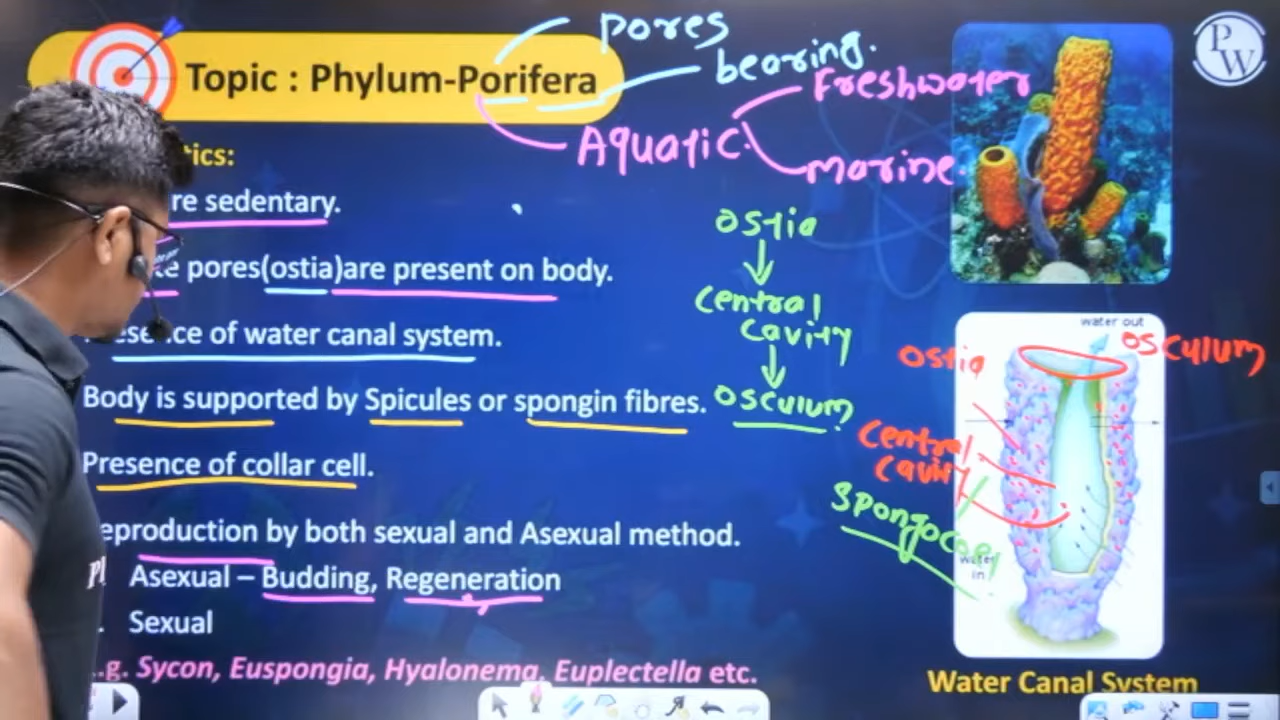 Topic : Phylum-Porifera
Pores
bearing.
Aquatic
Freshwater
marine.
PW
tics:
re sedentary.
pores(ostia)are present on body.
Presence of water canal system.
Body is supported by Spicules or spongin fibres.
Presence of collar cell.
eproduction by both sexual and Asexual method.
Asexual – Budding, Regeneration
Sexual
.g. Sycon, Euspongia, Hyalonema, Euplectella etc.
Ostia
Central
Cavity
Osculum
water out
Osculum
Ostia
Central
Cavity
water
in
Water Canal System